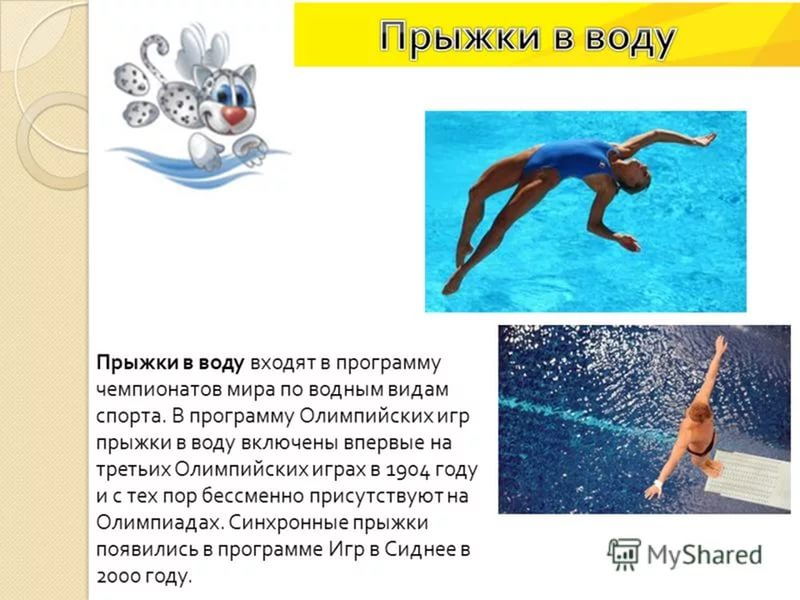 Прыжки в воду
Прыжки в воду входят в программу
чемпионатов мира по водным видам
спорта. В программу Олимпийских игр
прыжки в воду включены впервые на
третьих Олимпийских играх в 1904 году
и с тех пор бессменно присутствуют на
Олимпиадах. Синхронные прыжки
появились в программе Игр в Сиднее в
2000 году.
MyShared